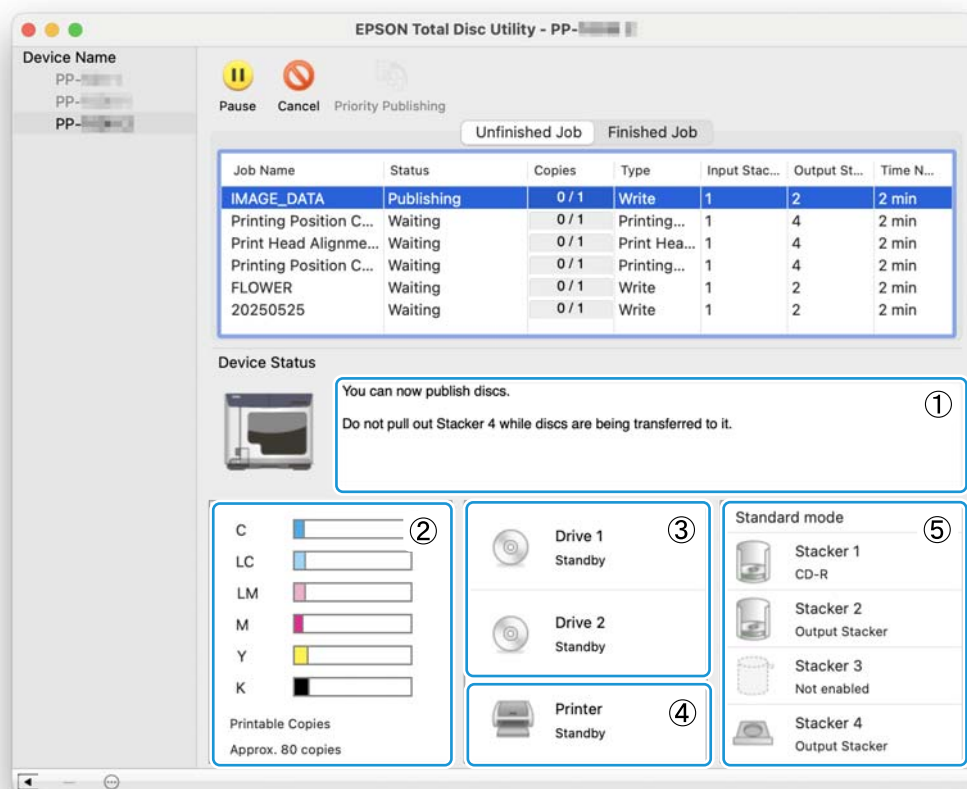 EPSON Total Disc Utility - PP-
Device Name
PP-
PP-
PP-
Pause Cancel Priority Publishing
Unfinished Job Finished Job
Job Name Status Copies Type Input Stac... Output St... Time N...
IMAGE_DATA Publishing 0 / 1 Write 1 2 2 min
Printing Position C... Waiting 0 / 1 Printing... 1 4 2 min
Print Head Alignme... Waiting 0 / 1 Print Hea... 1 4 2 min
Printing Position C... Waiting 0 / 1 Printing... 1 4 2 min
FLOWER Waiting 0 / 1 Write 1 2 2 min
20250525 Waiting 0 / 1 Write 1 2 2 min
Device Status
You can now publish discs.
Do not pull out Stacker 4 while discs are being transferred to it.
①
②
C
LC
LM
M
Y
K
Printable Copies
Approx. 80 copies
③
Drive 1
Standby
Drive 2
Standby
④
Printer
Standby
Standard mode
⑤
Stacker 1
CD-R
Stacker 2
Output Stacker
Stacker 3
Not enabled
Stacker 4
Output Stacker